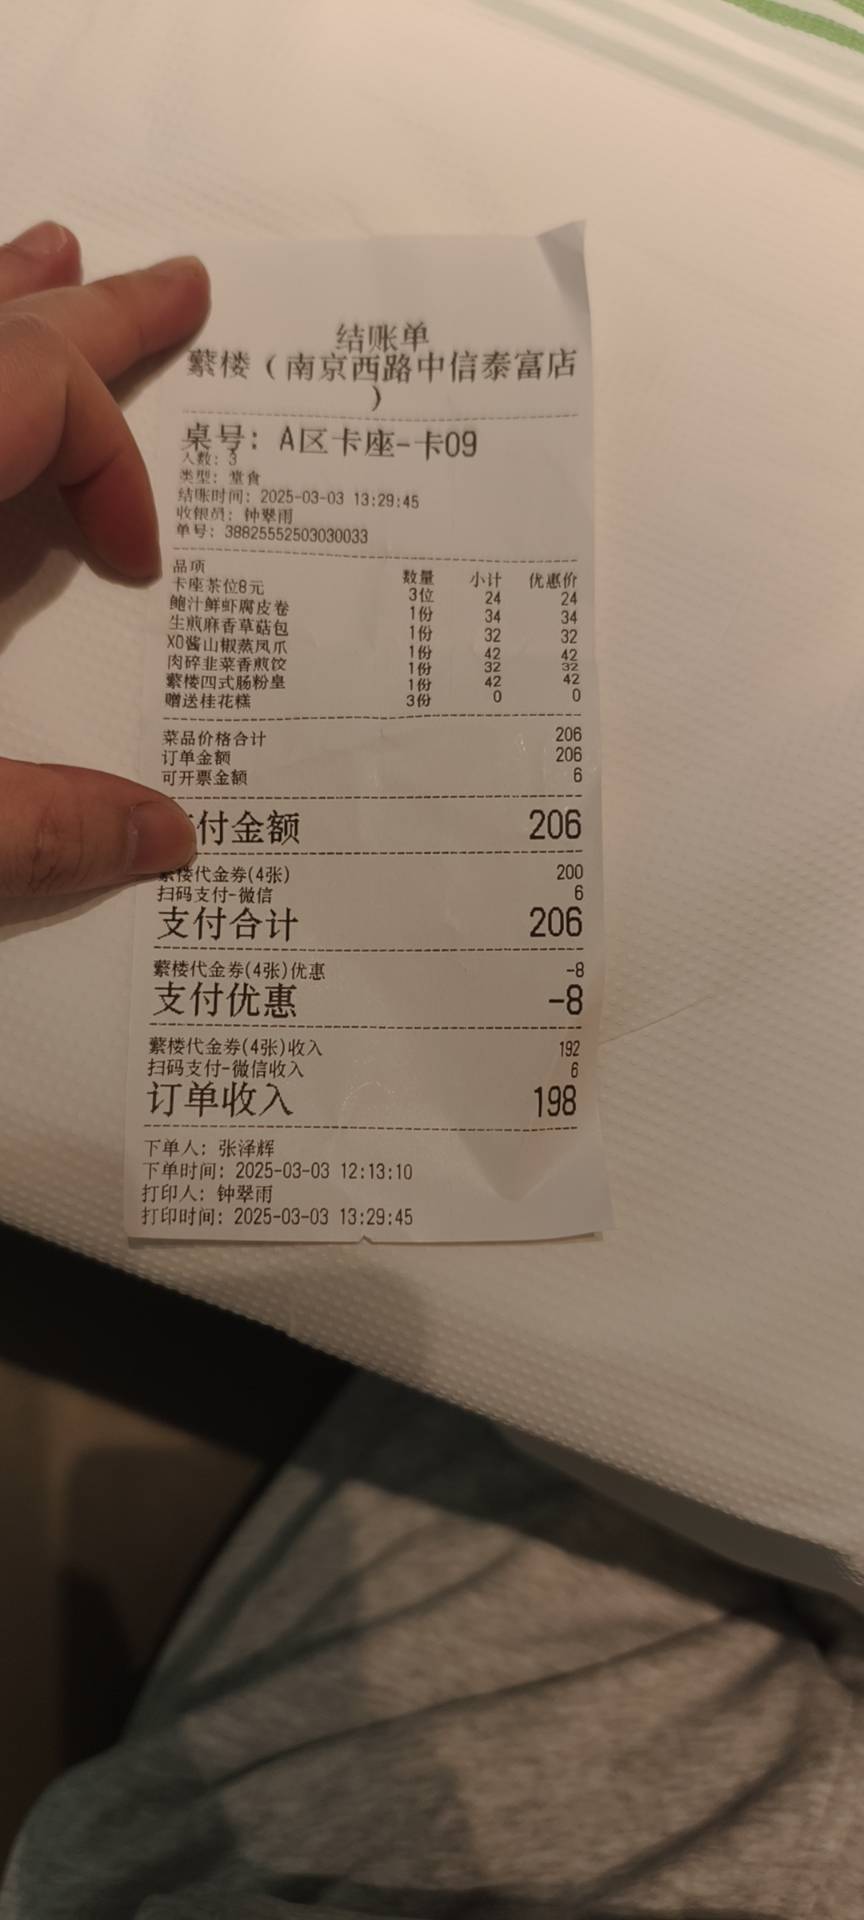 结账单
蘩楼（南京西路中信泰富店
）
桌号: A区卡座-卡09
人数: 3
类型: 堂食
结账时间: 2025-03-03 13:29:45
收银员: 钟翠雨
单号: 38825552503030033
品项 数量 小计 优惠价
卡座茶位8元 3位 24 24
鲍汁鲜虾腐皮卷 1份 34 34
生煎麻香草菇包 1份 32 32
XO酱山椒蒸凤爪 1份 42 42
肉碎韭菜香煎饺 1份 32 32
蘩楼四式肠粉皇 1份 42 42
赠送桂花糕 3份 0 0
菜品价格合计 206
订单金额 206
可开票金额 6
付金额 206
蘩楼代金券(4张) 200
扫码支付-微信 6
支付合计 206
蘩楼代金券(4张)优惠 -8
支付优惠 -8
蘩楼代金券(4张)收入 192
扫码支付-微信收入 6
订单收入 198
下单人: 张泽辉
下单时间: 2025-03-03 12:13:10
打印人: 钟翠雨
打印时间: 2025-03-03 13:29:45